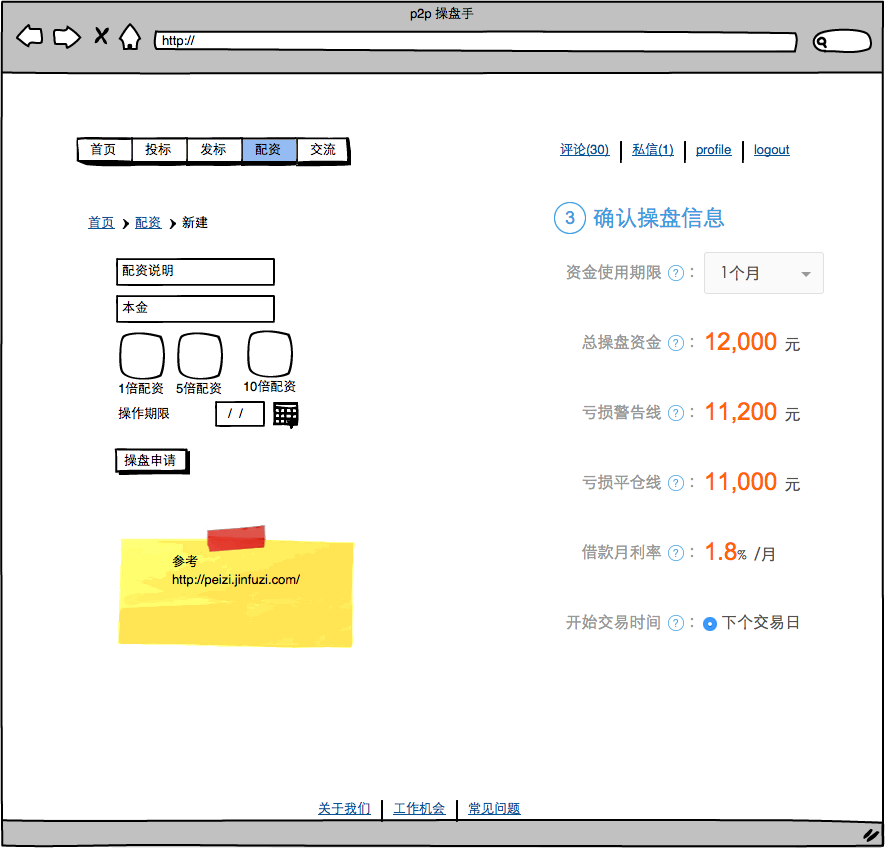 p2p 操盘手
http://
首页 投标 发标 配资 交流
评论(30) 私信(1) profile logout
首页 配资 新建
配资说明
本金
1倍配资 5倍配资 10倍配资
操作期限 / /
操盘申请
参考
http://peizi.jinfuzi.com/
3 确认操盘信息
资金使用期限 ? : 1个月
总操盘资金 ? : 12,000 元
亏损警告线 ? : 11,200 元
亏损平仓线 ? : 11,000 元
借款月利率 ? : 1.8% /月
开始交易时间 ? : 下个交易日
关于我们 工作机会 常见问题